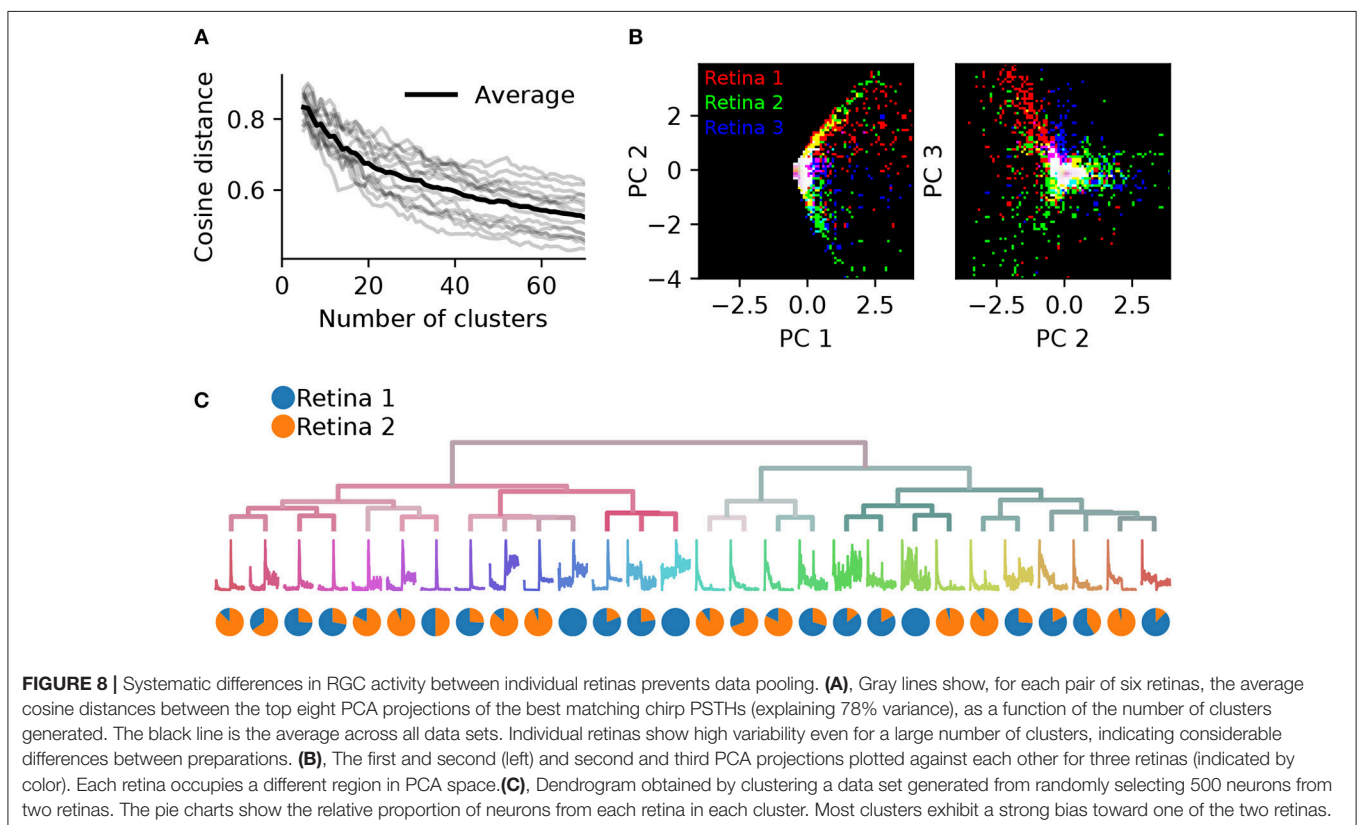 A
Average
0.8
0.6
Cosine distance
0
20
40
60
Number of clusters
B
Retina 1
Retina 2
Retina 3
2
0
−2
−4
PC 2
−2.5
0.0
2.5
PC 1
PC 3
−2.5
0.0
2.5
PC 2
C
Retina 1
Retina 2
FIGURE 8 | Systematic differences in RGC activity between individual retinas prevents data pooling. (A), Gray lines show, for each pair of six retinas, the average
cosine distances between the top eight PCA projections of the best matching chirp PSTHs (explaining 78% variance), as a function of the number of clusters
generated. The black line is the average across all data sets. Individual retinas show high variability even for a large number of clusters, indicating considerable
differences between preparations. (B), The first and second (left) and second and third PCA projections plotted against each other for three retinas (indicated by
color). Each retina occupies a different region in PCA space.(C), Dendrogram obtained by clustering a data set generated from randomly selecting 500 neurons from
two retinas. The pie charts show the relative proportion of neurons from each retina in each cluster. Most clusters exhibit a strong bias toward one of the two retinas.